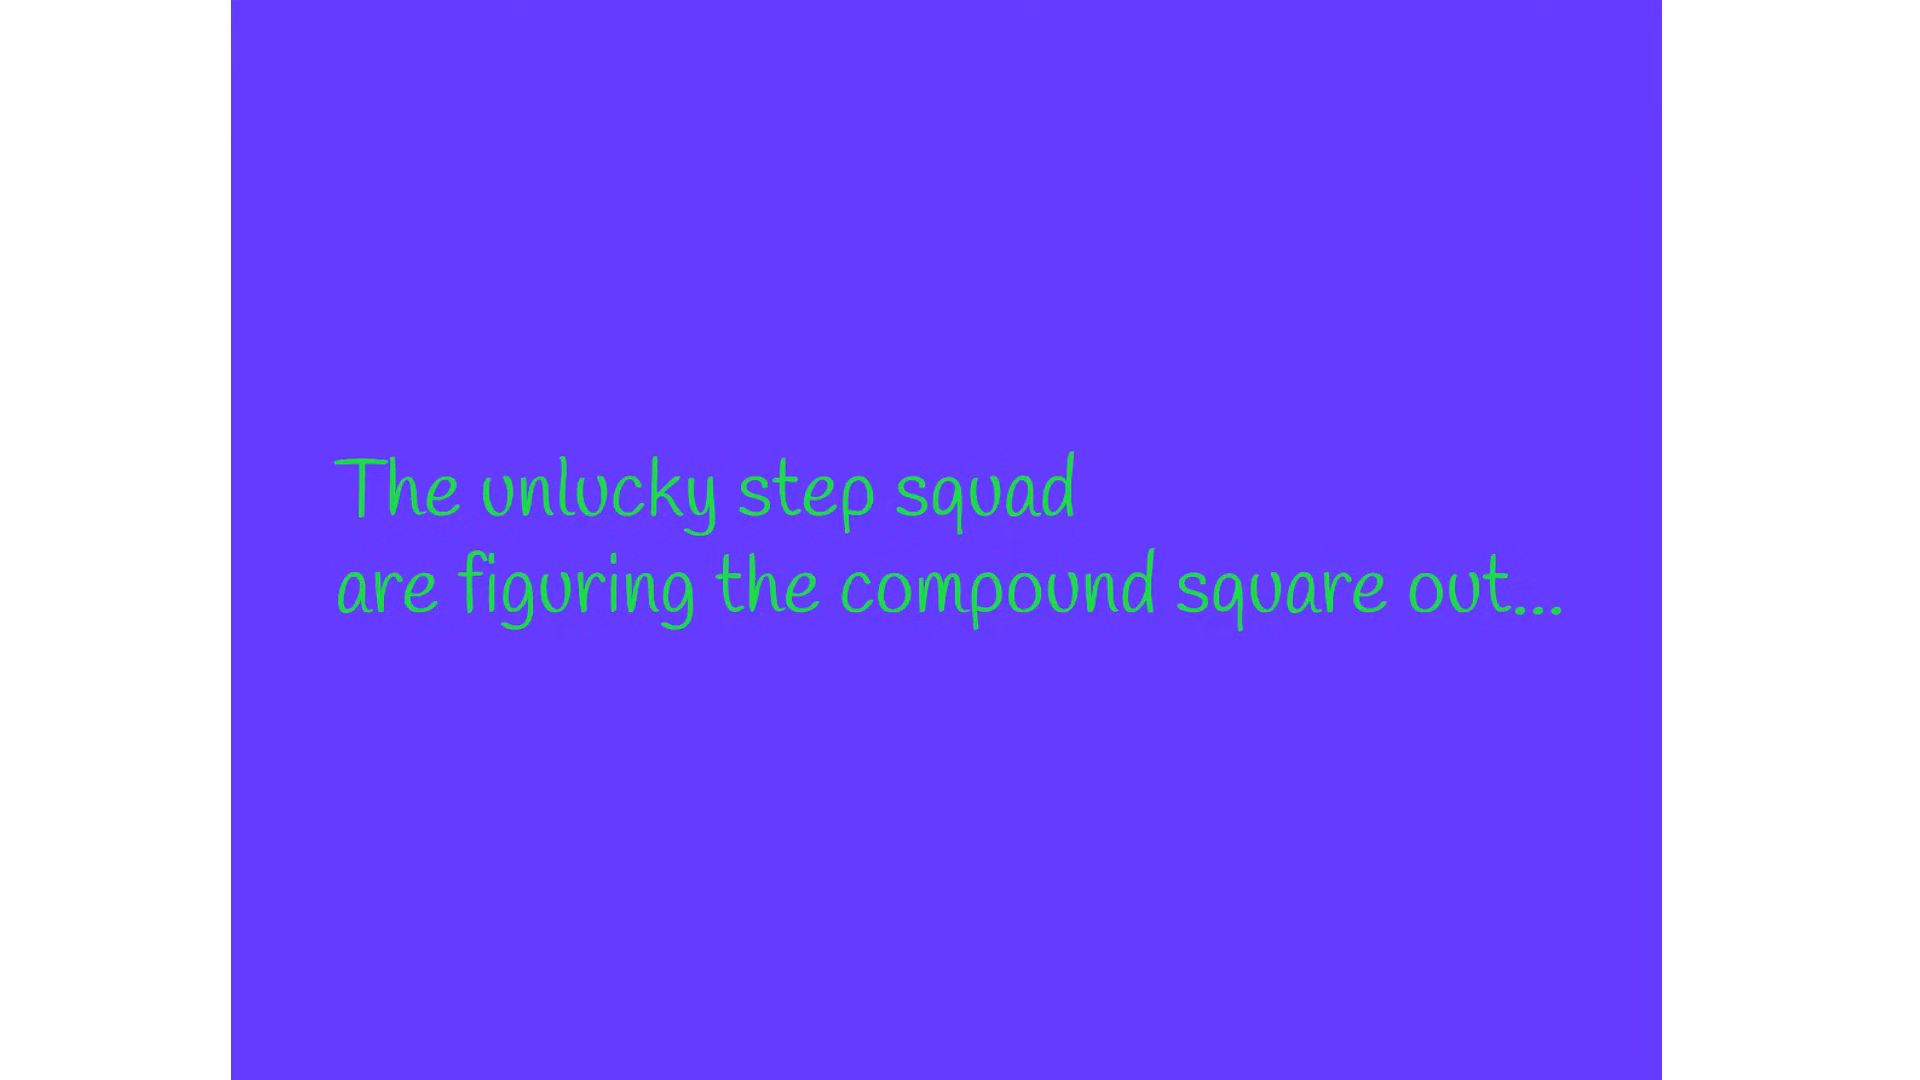 The unlucky step squad
are figuring the compound square out...